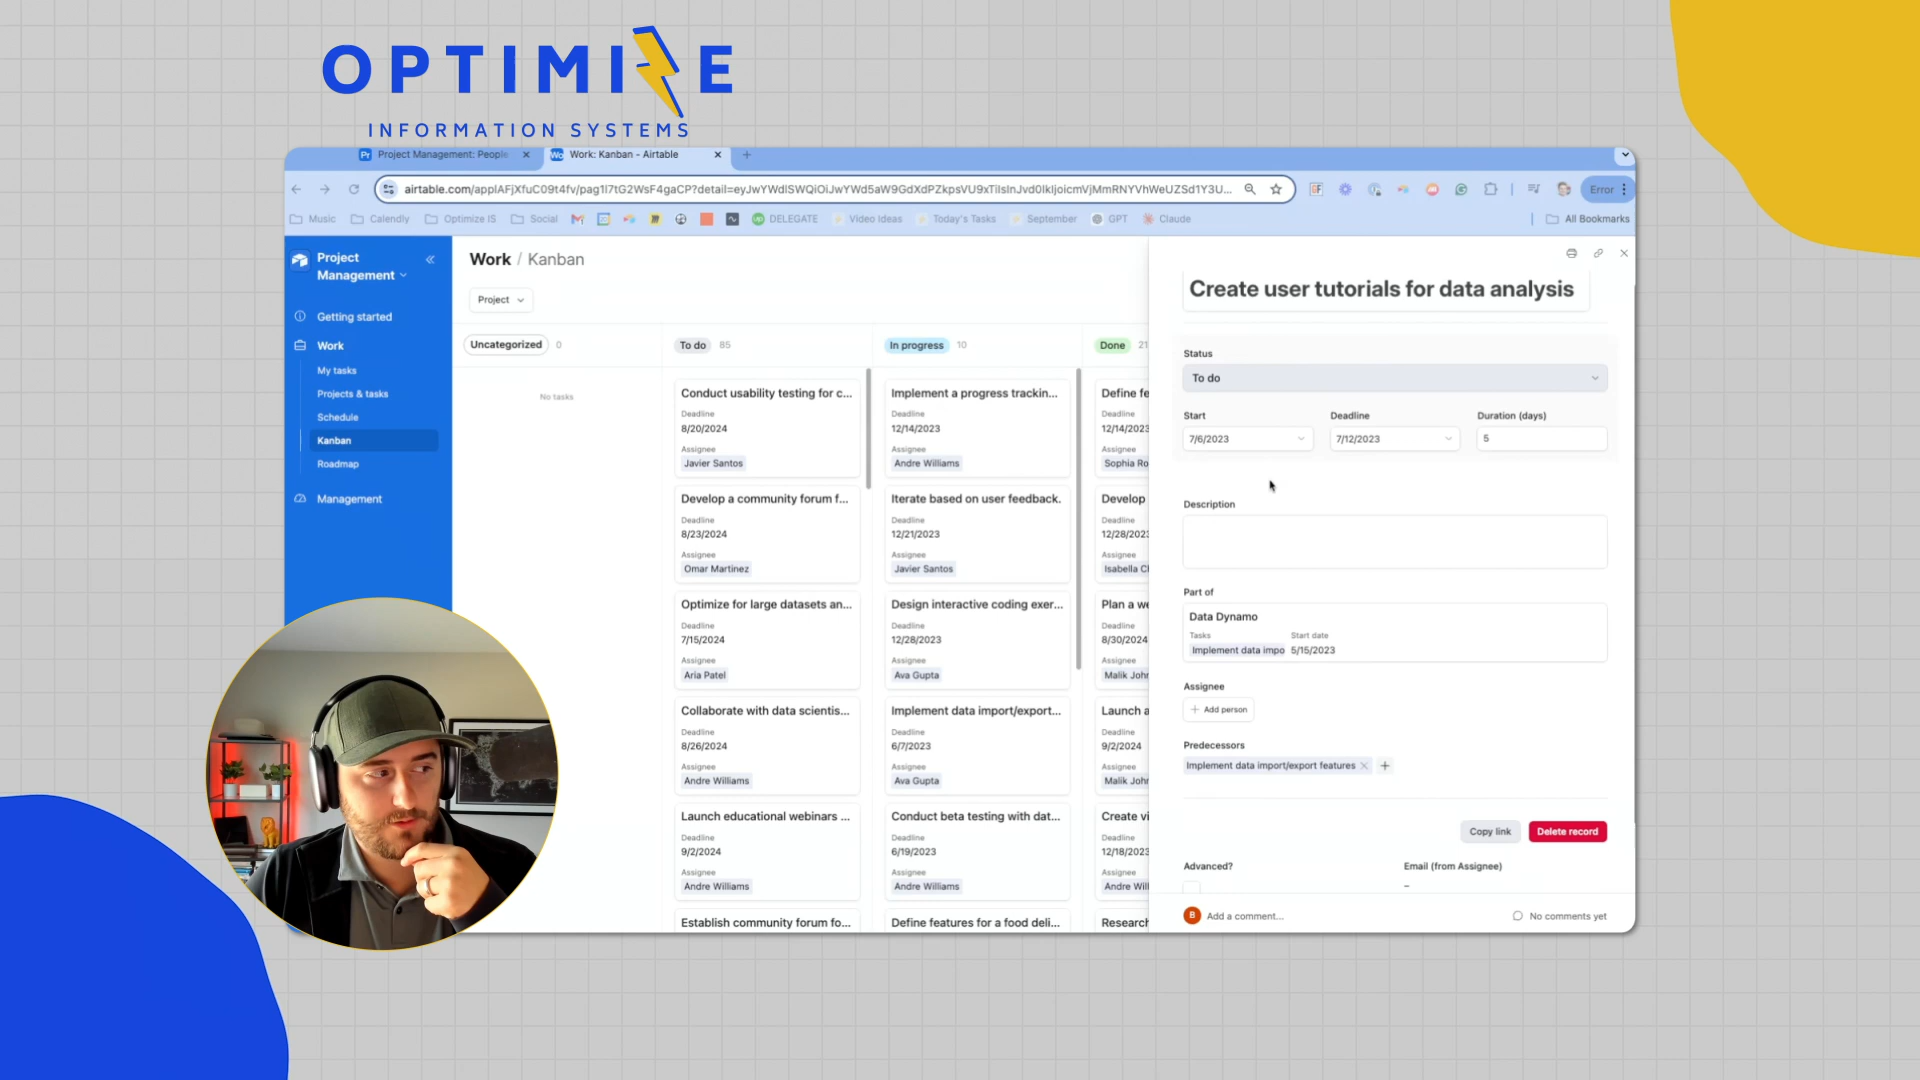 OPTIMIZE
INFORMATION SYSTEMS
Project Management: People
Work: Kanban - Airtable
Error
Music
Calendly
Optimize IS
Social
DELEGATE
Video Ideas
Today's Tasks
September
GPT
Claude
All Bookmarks
Project
Management
Getting started
Work
My tasks
Projects & tasks
Schedule
Kanban
Roadmap
Management
Work / Kanban
Project
Uncategorized 0
No tasks
To do 85
Conduct usability testing for c...
Deadline
8/20/2024
Assignee
Javier Santos
Develop a community forum f...
Deadline
8/23/2024
Assignee
Omar Martinez
Optimize for large datasets an...
Deadline
7/15/2024
Assignee
Aria Patel
Collaborate with data scientis...
Deadline
8/26/2024
Assignee
Andre Williams
Launch educational webinars ...
Deadline
9/2/2024
Assignee
Andre Williams
Establish community forum fo...
In progress 10
Implement a progress trackin...
Deadline
12/14/2023
Assignee
Andre Williams
Iterate based on user feedback.
Deadline
12/21/2023
Assignee
Javier Santos
Design interactive coding exer...
Deadline
12/28/2023
Assignee
Ava Gupta
Implement data import/export...
Deadline
6/7/2023
Assignee
Ava Gupta
Conduct beta testing with dat...
Deadline
6/19/2023
Assignee
Andre Williams
Define features for a food deli...
Done 21
Define fe
Deadline
12/14/2023
Assignee
Sophia Ro
Develop
Deadline
12/28/2023
Assignee
Isabella Cl
Plan a we
Deadline
8/30/2024
Assignee
Malik John
Launch a
Deadline
9/2/2024
Assignee
Malik John
Create vi
Deadline
12/18/2023
Assignee
Andre Will
Research
Create user tutorials for data analysis
Status
To do
Start Deadline Duration (days)
7/6/2023 7/12/2023 5
Description
Part of
Data Dynamo
Tasks Start date
Implement data impo 5/15/2023
Assignee
+ Add person
Predecessors
Implement data import/export features
Copy link Delete record
Advanced? Email (from Assignee)
–
B Add a comment... No comments yet